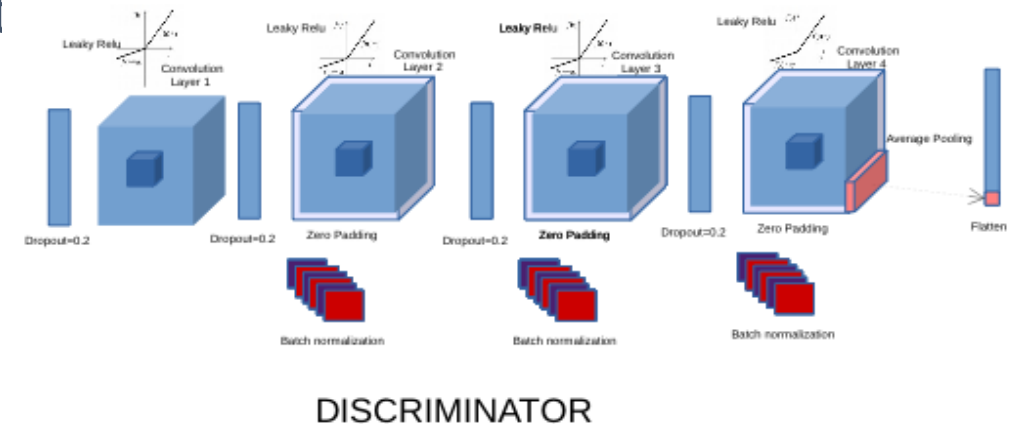 Leaky Relu
Convolution
Layer 1
Leaky Relu
Convolution
Layer 2
Leaky Relu
Convolution
Layer 3
Leaky Relu
Convolution
Layer 4
Average Pooling
Dropout=0.2
Dropout=0.2
Zero Padding
Dropout=0.2
Zero Padding
Dropout=0.2
Zero Padding
Flatten
Batch normalization
Batch normalization
Batch normalization
DISCRIMINATOR